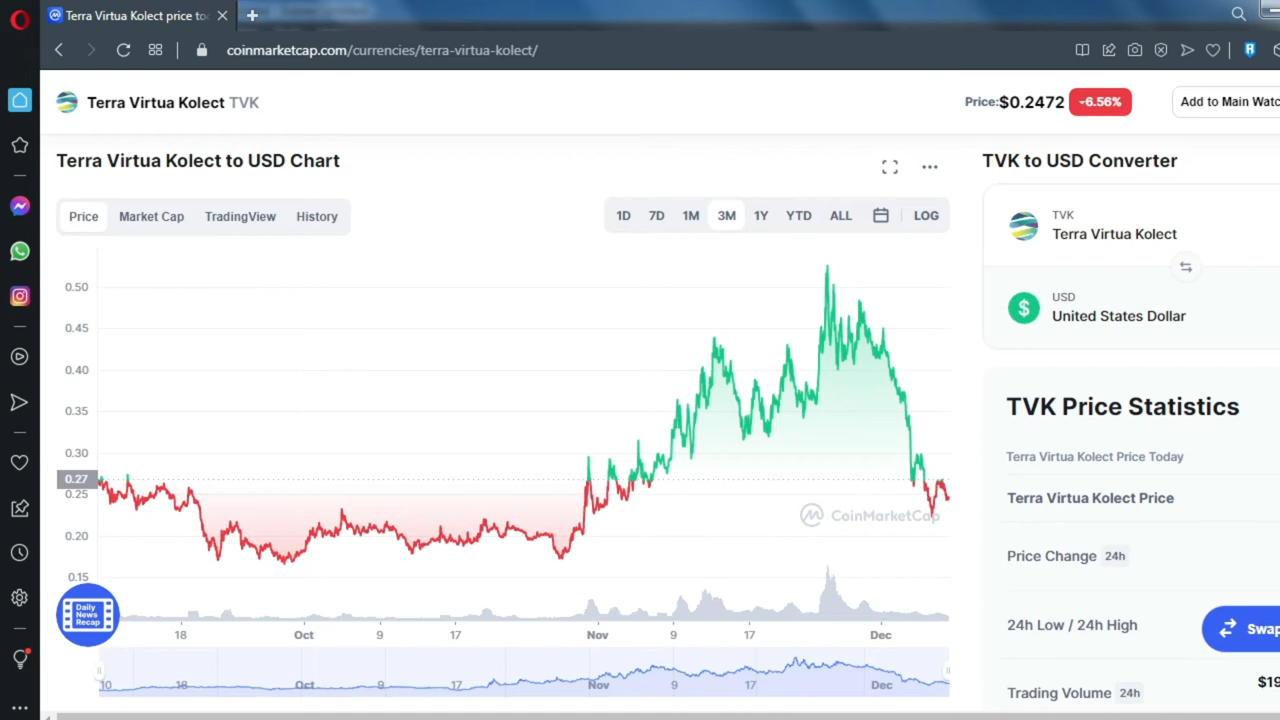 Terra Virtua Kolect price to
coinmarketcap.com/currencies/terra-virtua-kolect/
Terra Virtua Kolect TVK
Price:$0.2472 -6.56%
Add to Main Watc
Terra Virtua Kolect to USD Chart
Price Market Cap TradingView History
1D 7D 1M 3M 1Y YTD ALL LOG
0.50
0.45
0.40
0.35
0.30
0.27
0.25
0.20
0.15
CoinMarketCap
Daily
News
Recap
18 Oct 9 17 Nov 9 17 Dec
10 18 Oct 9 17 Nov 9 17 Dec
TVK to USD Converter
TVK
Terra Virtua Kolect
USD
$
United States Dollar
TVK Price Statistics
Terra Virtua Kolect Price Today
Terra Virtua Kolect Price
Price Change 24h
24h Low / 24h High
Swap
Trading Volume 24h
$19